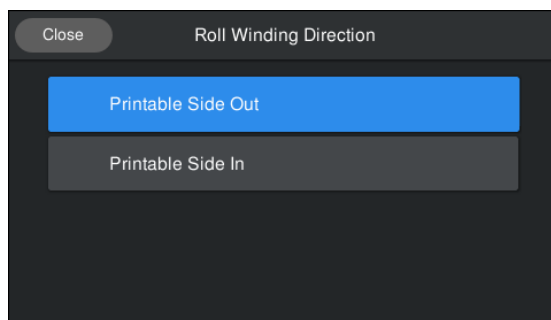 Close
Roll Winding Direction
Printable Side Out
Printable Side In